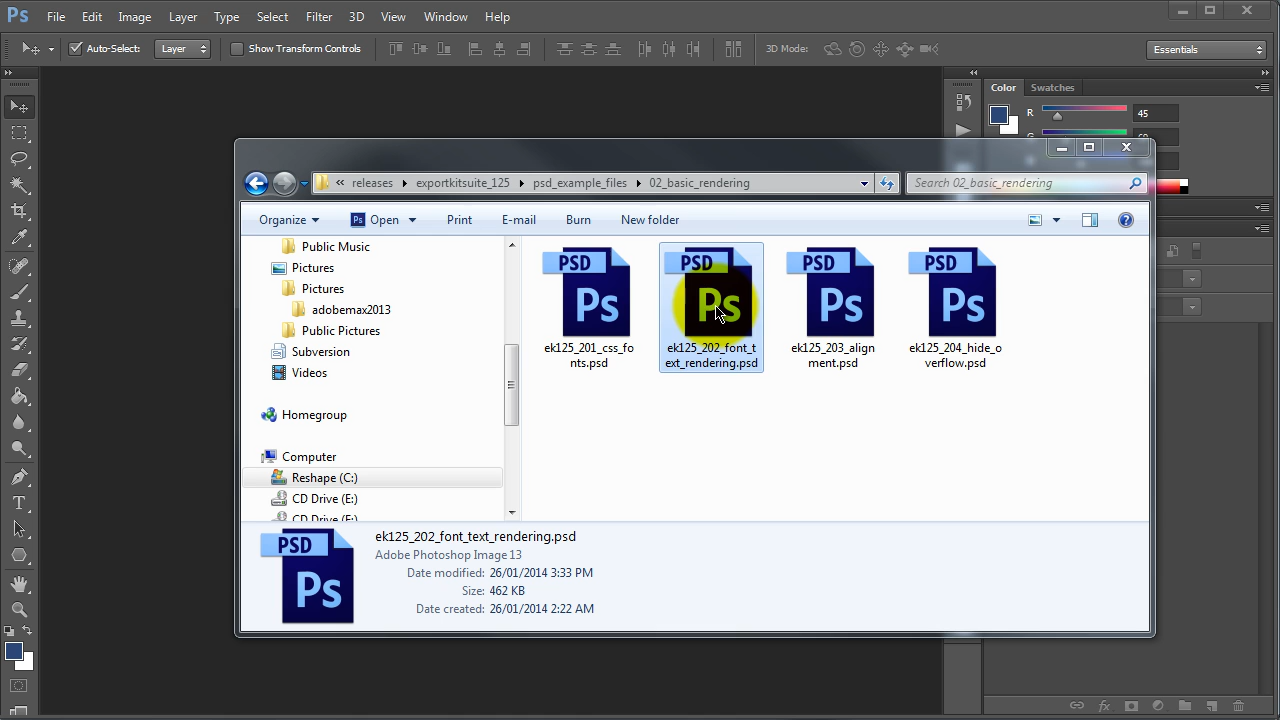 Ps File Edit Image Layer Type Select Filter 3D View Window Help
Auto-Select: Layer Show Transform Controls 3D Mode: Essentials
Color Swatches
R 45
G
releases exportkitsuite_125 psd_example_files 02_basic_rendering Search 02_basic_rendering
Organize Ps Open Print E-mail Burn New folder
Public Music
Pictures
Pictures
adobemax2013
Public Pictures
Subversion
Videos
Homegroup
Computer
Reshape (C:)
CD Drive (E:)
CD Drive (F:)
PSD PSD PSD PSD
Ps Ps Ps Ps
ek125_201_css_fo ek125_202_font_t ek125_203_align ek125_204_hide_o
nts.psd ext_rendering.psd ment.psd verflow.psd
PSD
Ps
ek125_202_font_text_rendering.psd
Adobe Photoshop Image 13
Date modified: 26/01/2014 3:33 PM
Size: 462 KB
Date created: 26/01/2014 2:22 AM
T
fx